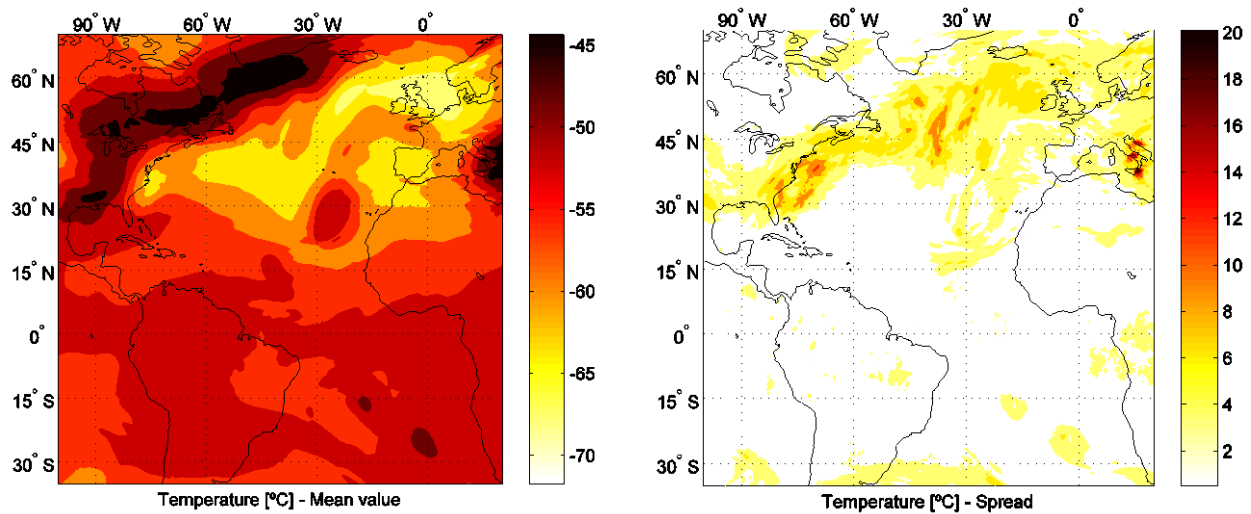 90° W 60° W 30° W 0°
60° N
45° N
30° N
15° N
0°
15° S
30° S
-45
-50
-55
-60
-65
-70
Temperature [ºC] - Mean value
90° W 60° W 30° W 0°
60° N
45° N
30° N
15° N
0°
15° S
30° S
20
18
16
14
12
10
8
6
4
2
Temperature [ºC] - Spread